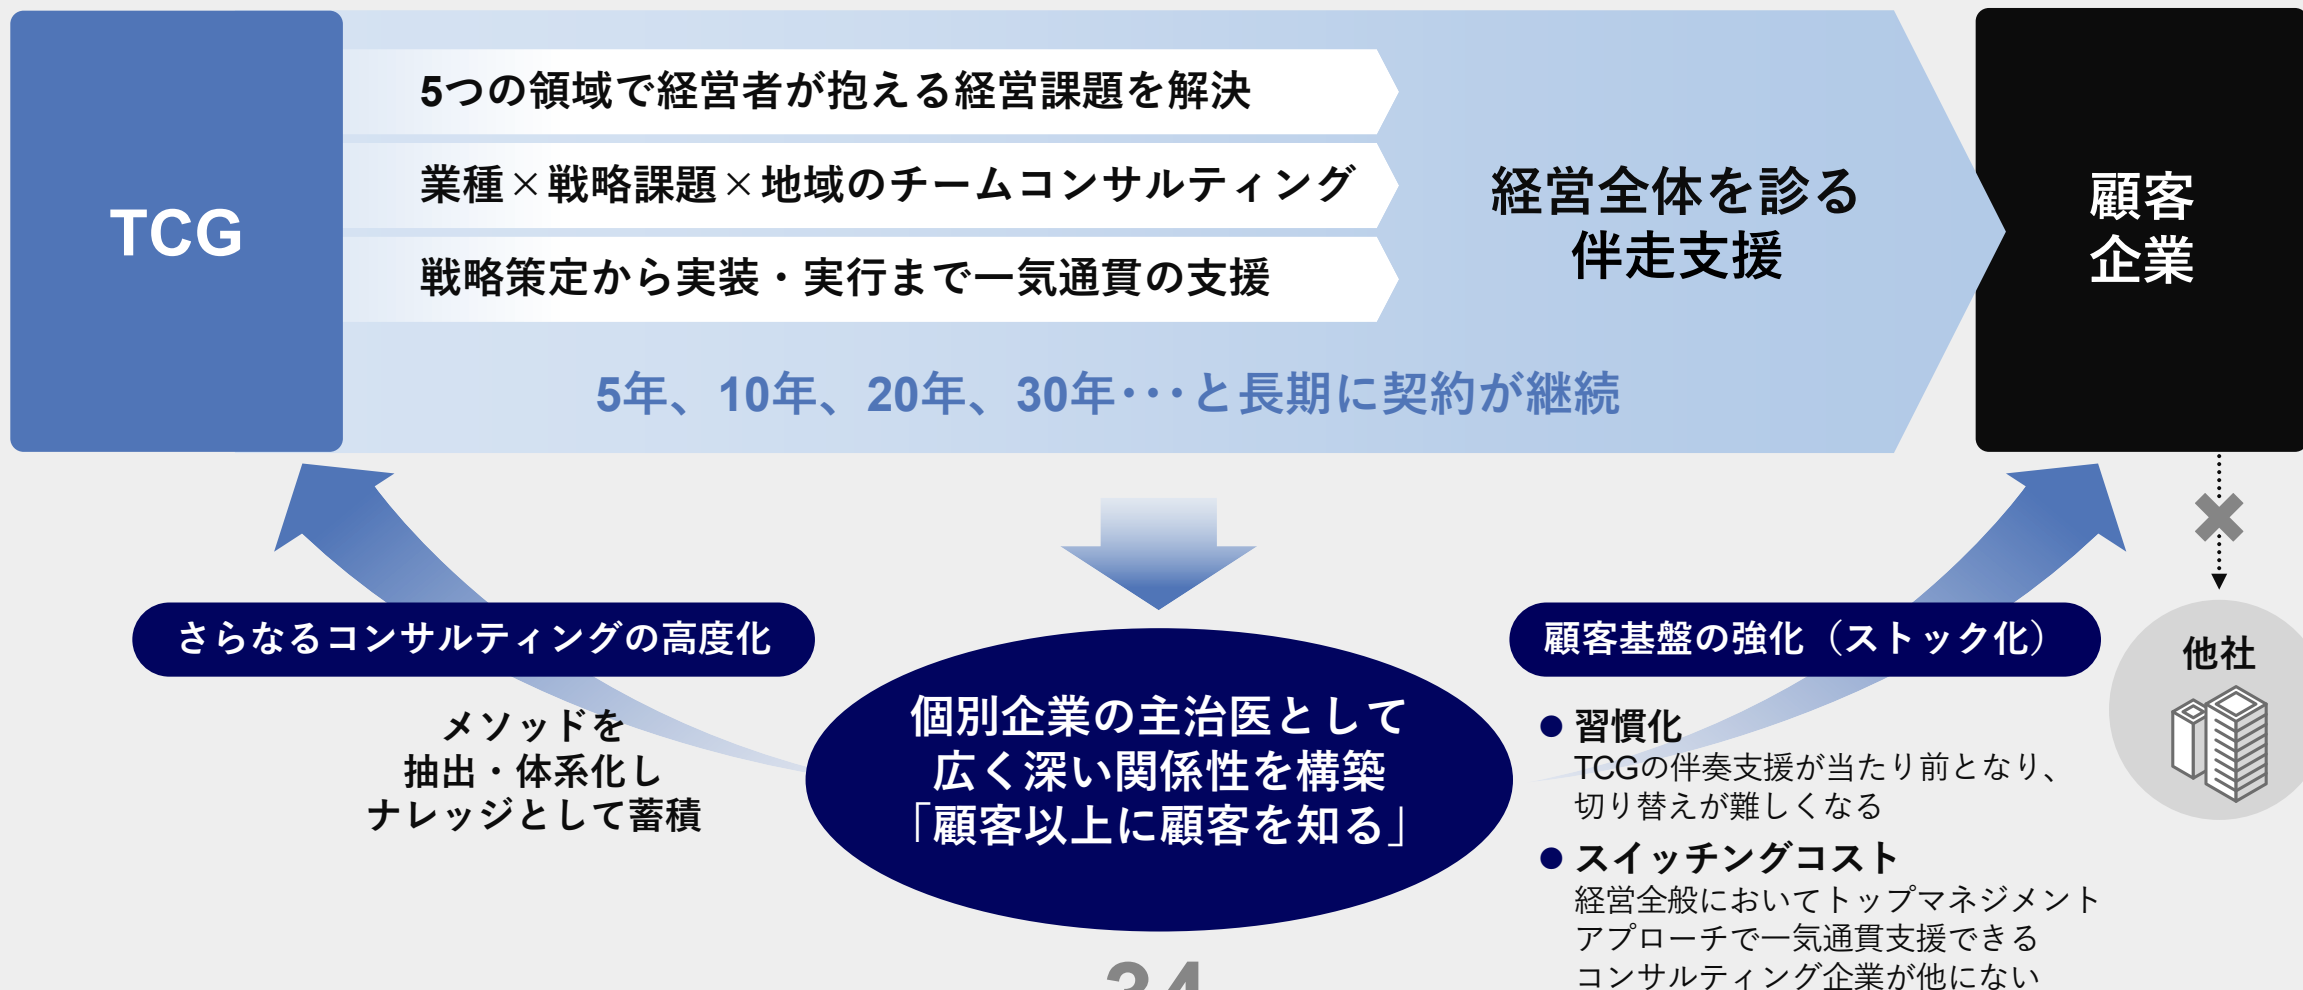 TCG
5つの領域で経営者が抱える経営課題を解決
業種×戦略課題×地域のチームコンサルティング
戦略策定から実装・実行まで一気通貫の支援
経営全体を診る
伴走支援
5年、10年、20年、30年･･･と長期に契約が継続
顧客
企業
さらなるコンサルティングの高度化
メソッドを
抽出・体系化し
ナレッジとして蓄積
個別企業の主治医として
広く深い関係性を構築
「顧客以上に顧客を知る」
顧客基盤の強化（ストック化）
● 習慣化
TCGの伴奏支援が当たり前となり、
切り替えが難しくなる
● スイッチングコスト
経営全般においてトップマネジメント
アプローチで一気通貫支援できる
コンサルティング企業が他にない
他社
34